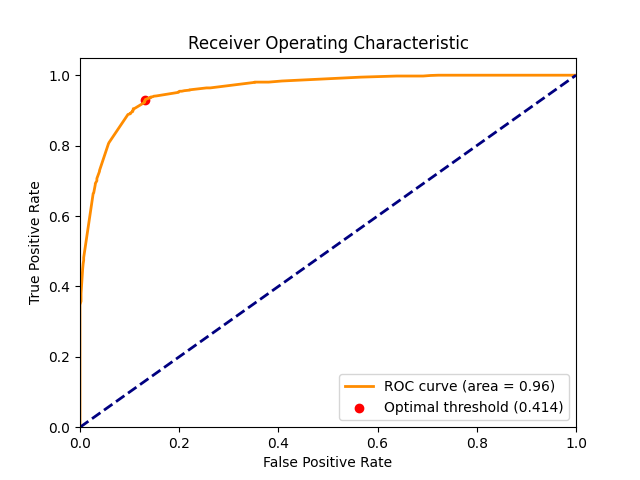 Receiver Operating Characteristic
True Positive Rate
1.0
0.8
0.6
0.4
0.2
0.0
0.0 0.2 0.4 0.6 0.8 1.0
False Positive Rate
ROC curve (area = 0.96)
Optimal threshold (0.414)